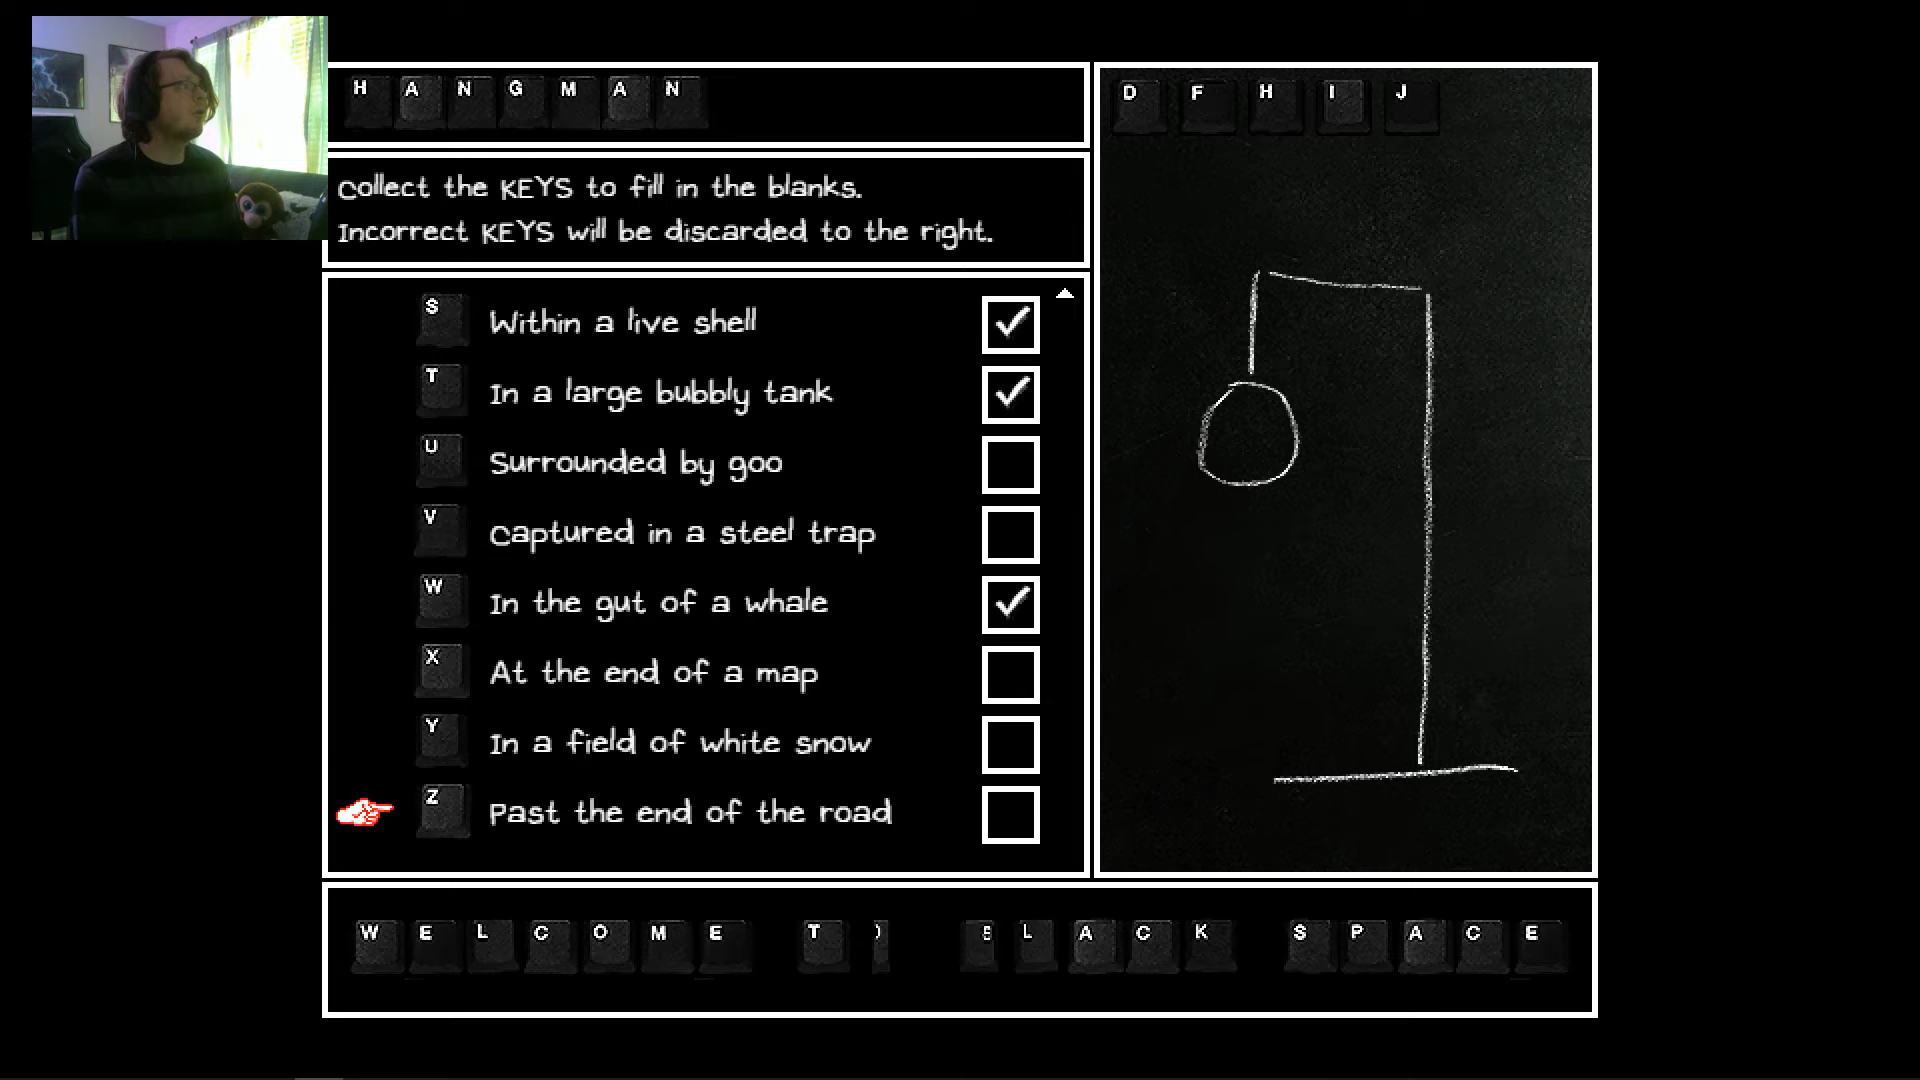 HANGMAN
Collect the KEYS to fill in the blanks.
Incorrect KEYS will be discarded to the right.
S Within a live shell
T In a large bubbly tank
U Surrounded by goo
V Captured in a steel trap
W In the gut of a whale
X At the end of a map
Y In a field of white snow
Z Past the end of the road
D F H I J
WELCOME T LACK SPACE